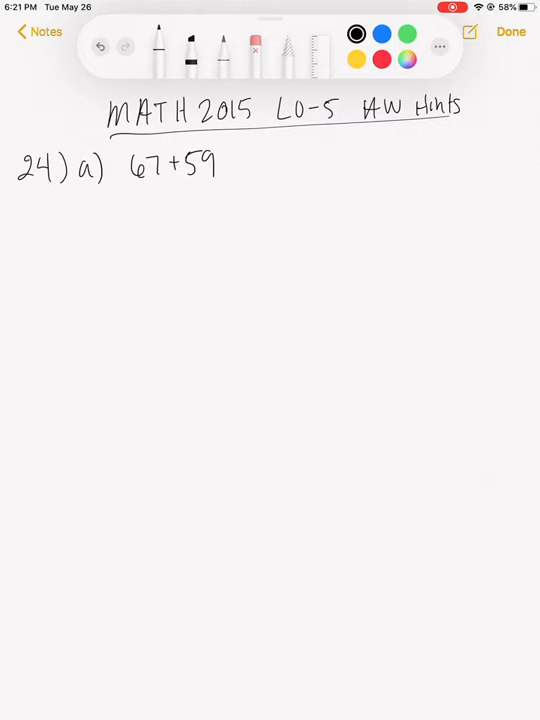 6:21 PM Tue May 26 58%
Notes Done
MATH 2015 LO-5 HW Hints
24) a) 67+59